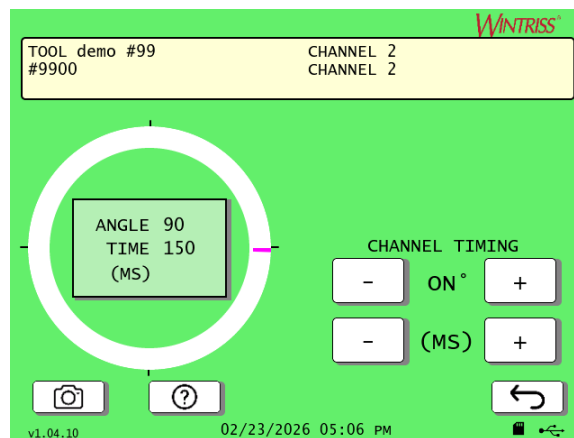 WINTRISS®
TOOL demo #99 CHANNEL 2
#9900 CHANNEL 2
ANGLE 90
TIME 150
(MS)
CHANNEL TIMING
- ON° +
- (MS) +
?
v1.04.10 02/23/2026 05:06 PM